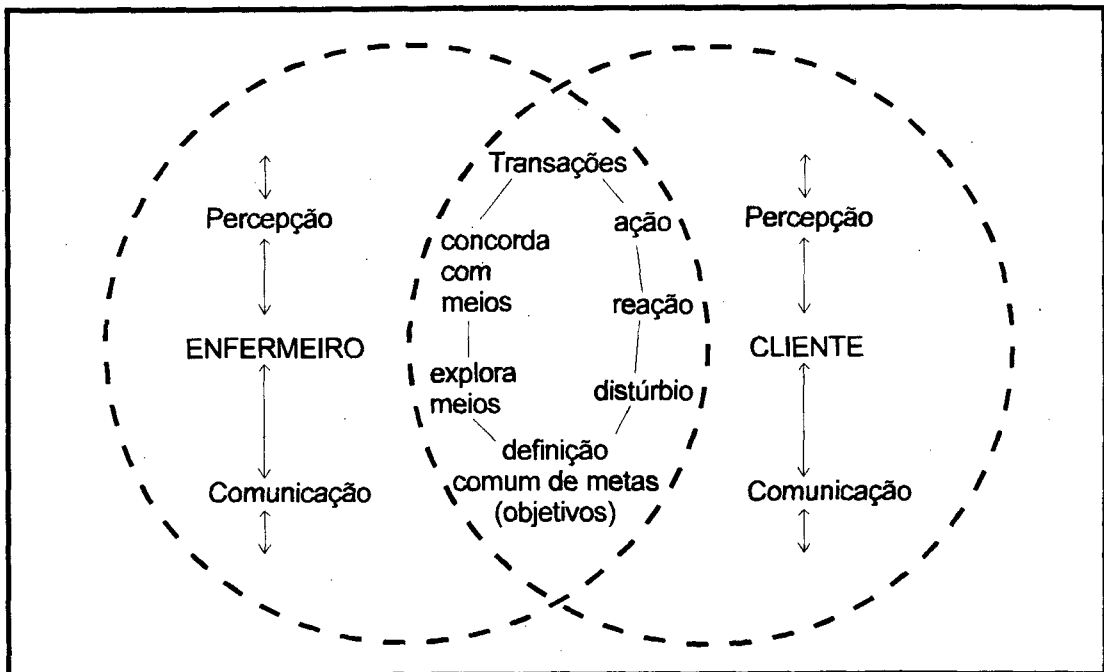 Transações
Percepção
Percepção
ação
concorda
com
meios
reação
ENFERMEIRO
CLIENTE
explora
meios
distúrbio
definição
comum de metas
(objetivos)
Comunicação
Comunicação